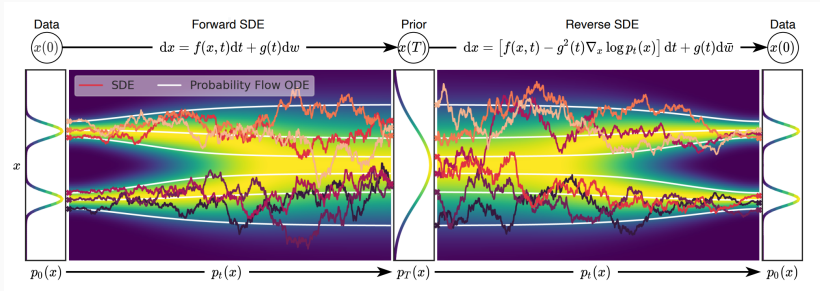 Data Forward SDE Prior Reverse SDE Data
x(0) dx = f(x, t)dt + g(t)dw x(T) dx = [f(x, t) − g²(t)∇ₓ log pₜ(x)] dt + g(t)dw̄ x(0)
SDE Probability Flow ODE
x
p₀(x) pₜ(x) p_T(x) pₜ(x) p₀(x)